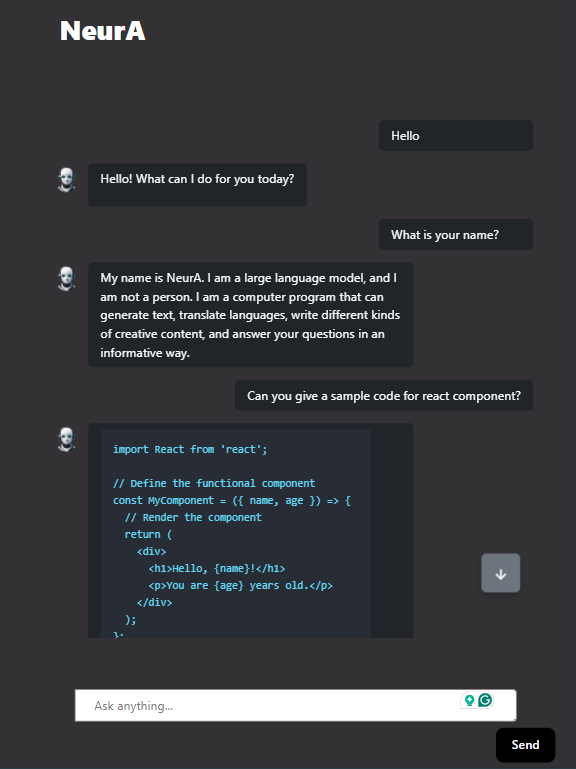 NeurA
Hello
Hello! What can I do for you today?
What is your name?
My name is NeurA. I am a large language model, and I
am not a person. I am a computer program that can
generate text, translate languages, write different kinds
of creative content, and answer your questions in an
informative way.
Can you give a sample code for react component?
import React from 'react';
// Define the functional component
const MyComponent = ({ name, age }) => {
  // Render the component
  return (
    <div>
      <h1>Hello, {name}!</h1>
      <p>You are {age} years old.</p>
    </div>
  );
};
Ask anything...
Send